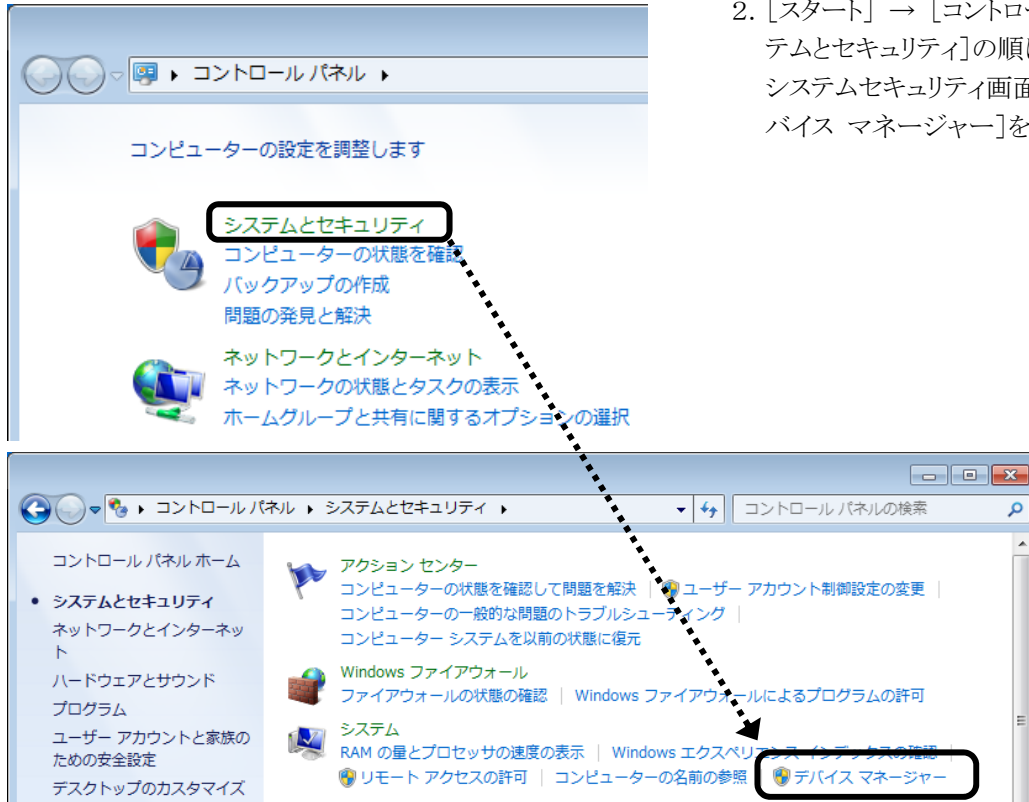 2. [スタート] → [コントロー
テムとセキュリティ]の順に
システムセキュリティ画面
バイス マネージャー]を
コントロール パネル
コンピューターの設定を調整します
システムとセキュリティ
コンピューターの状態を確認
バックアップの作成
問題の発見と解決
ネットワークとインターネット
ネットワークの状態とタスクの表示
ホームグループと共有に関するオプションの選択
コントロール パネル システムとセキュリティ
コントロール パネルの検索
コントロール パネル ホーム
• システムとセキュリティ
ネットワークとインターネッ
ト
ハードウェアとサウンド
プログラム
ユーザー アカウントと家族の
ための安全設定
デスクトップのカスタマイズ
アクション センター
コンピューターの状態を確認して問題を解決 | ユーザー アカウント制御設定の変更 |
コンピューターの一般的な問題のトラブルシューティング |
コンピューター システムを以前の状態に復元
Windows ファイアウォール
ファイアウォールの状態の確認 | Windows ファイアウォールによるプログラムの許可
システム
RAM の量とプロセッサの速度の表示 | Windows エクスペリエンス インデックスの確認
リモート アクセスの許可 | コンピューターの名前の参照 | デバイス マネージャー